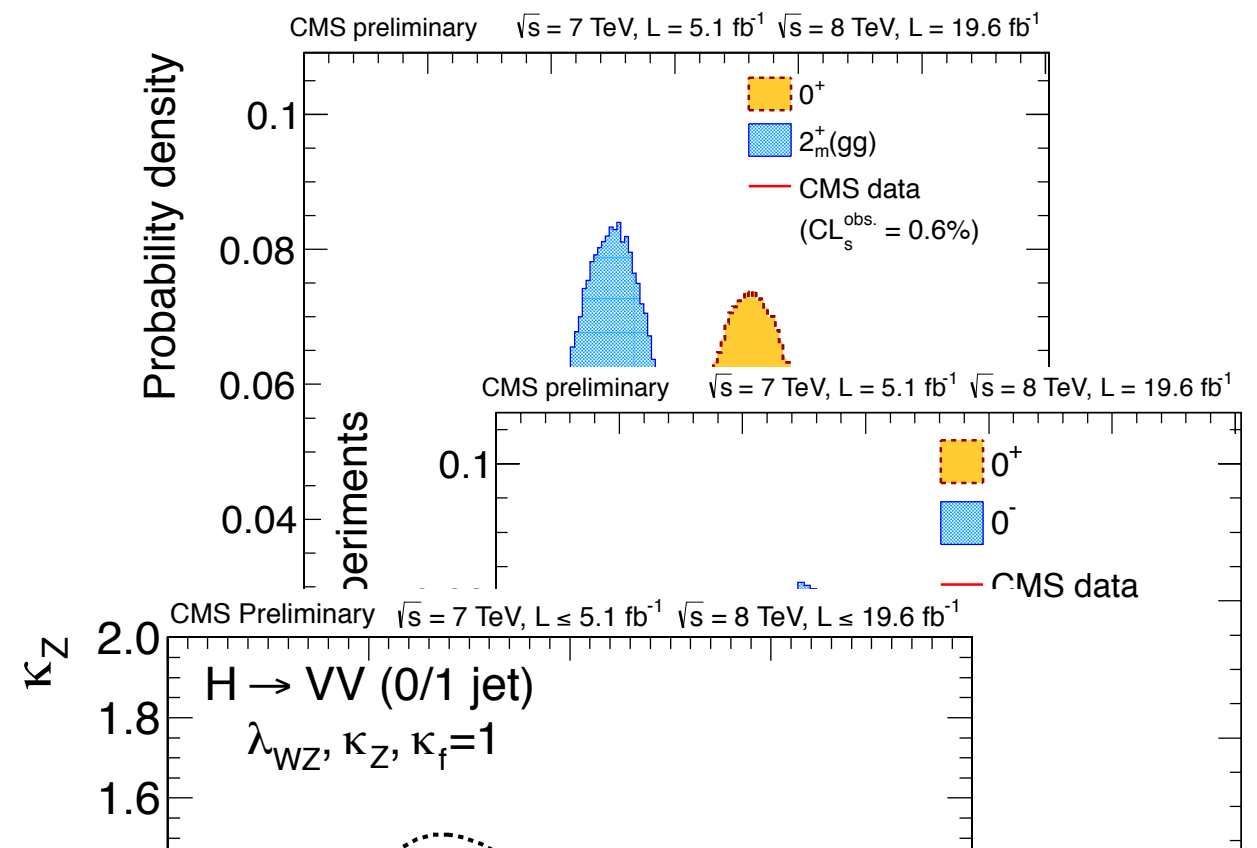 CMS preliminary √s = 7 TeV, L = 5.1 fb⁻¹ √s = 8 TeV, L = 19.6 fb⁻¹
Probability density
0.1
0.08
0.06
0.04
0⁺
2⁺ₘ(gg)
CMS data
(CLₛ^obs. = 0.6%)
CMS preliminary √s = 7 TeV, L = 5.1 fb⁻¹ √s = 8 TeV, L = 19.6 fb⁻¹
0.1
0⁺
0⁻
CMS data
CMS Preliminary √s = 7 TeV, L ≤ 5.1 fb⁻¹ √s = 8 TeV, L ≤ 19.6 fb⁻¹
κ_Z
2.0
1.8
1.6
H → VV (0/1 jet)
λ_WZ, κ_Z, κ_f=1